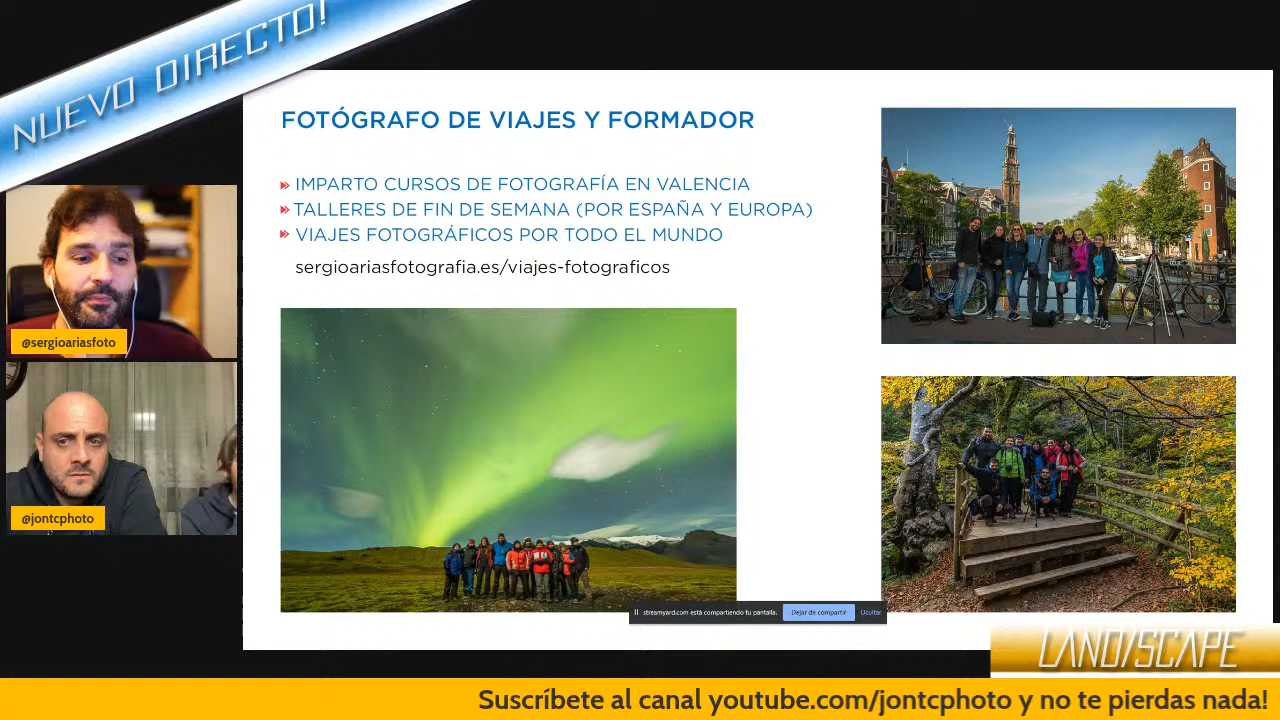 NUEVO DIRECTO!
FOTÓGRAFO DE VIAJES Y FORMADOR
IMPARTO CURSOS DE FOTOGRAFÍA EN VALENCIA
TALLERES DE FIN DE SEMANA (POR ESPAÑA Y EUROPA)
VIAJES FOTOGRÁFICOS POR TODO EL MUNDO
sergioariasfotografia.es/viajes-fotograficos
@sergioariasfoto
@jontcphoto
streamyard.com está compartiendo tu pantalla. Dejar de compartir Ocultar
LAND/SCAPE
Suscríbete al canal youtube.com/jontcphoto y no te pierdas nada!